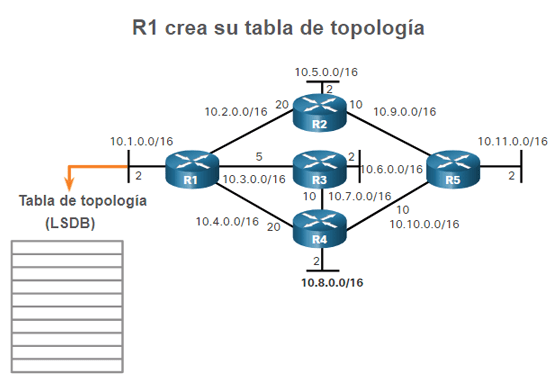 R1 crea su tabla de topología
10.5.0.0/16
2
10.2.0.0/16
20
10
10.9.0.0/16
R2
10.1.0.0/16
10.11.0.0/16
5
2
10.6.0.0/16
2
R1
R3
R5
2
10.3.0.0/16
Tabla de topología
(LSDB)
10
10.7.0.0/16
10.4.0.0/16
20
10
10.10.0.0/16
R4
2
10.8.0.0/16